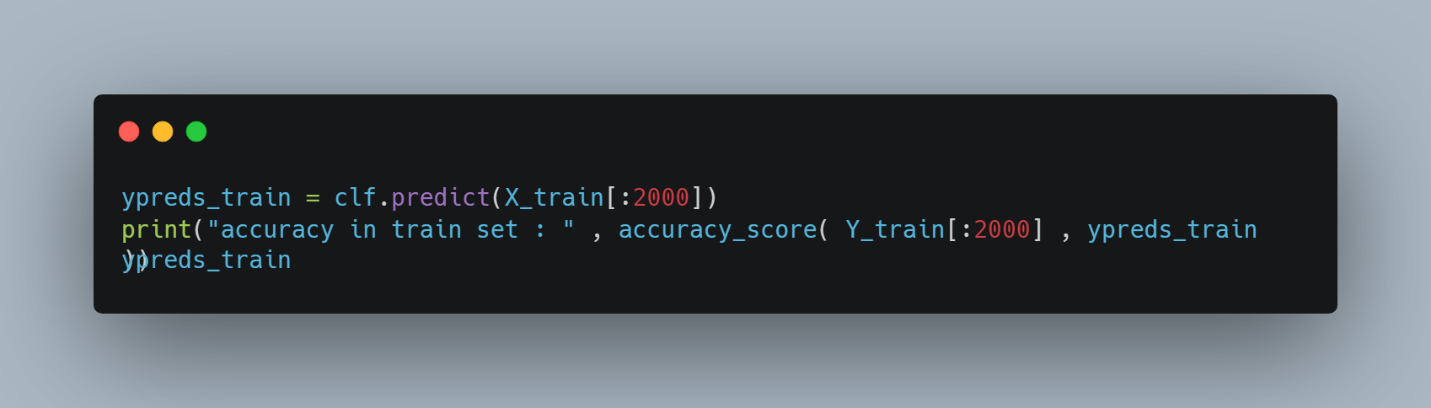 ypreds_train = clf.predict(X_train[:2000])
print("accuracy in train set : " , accuracy_score( Y_train[:2000] , ypreds_train
))
ypreds_train